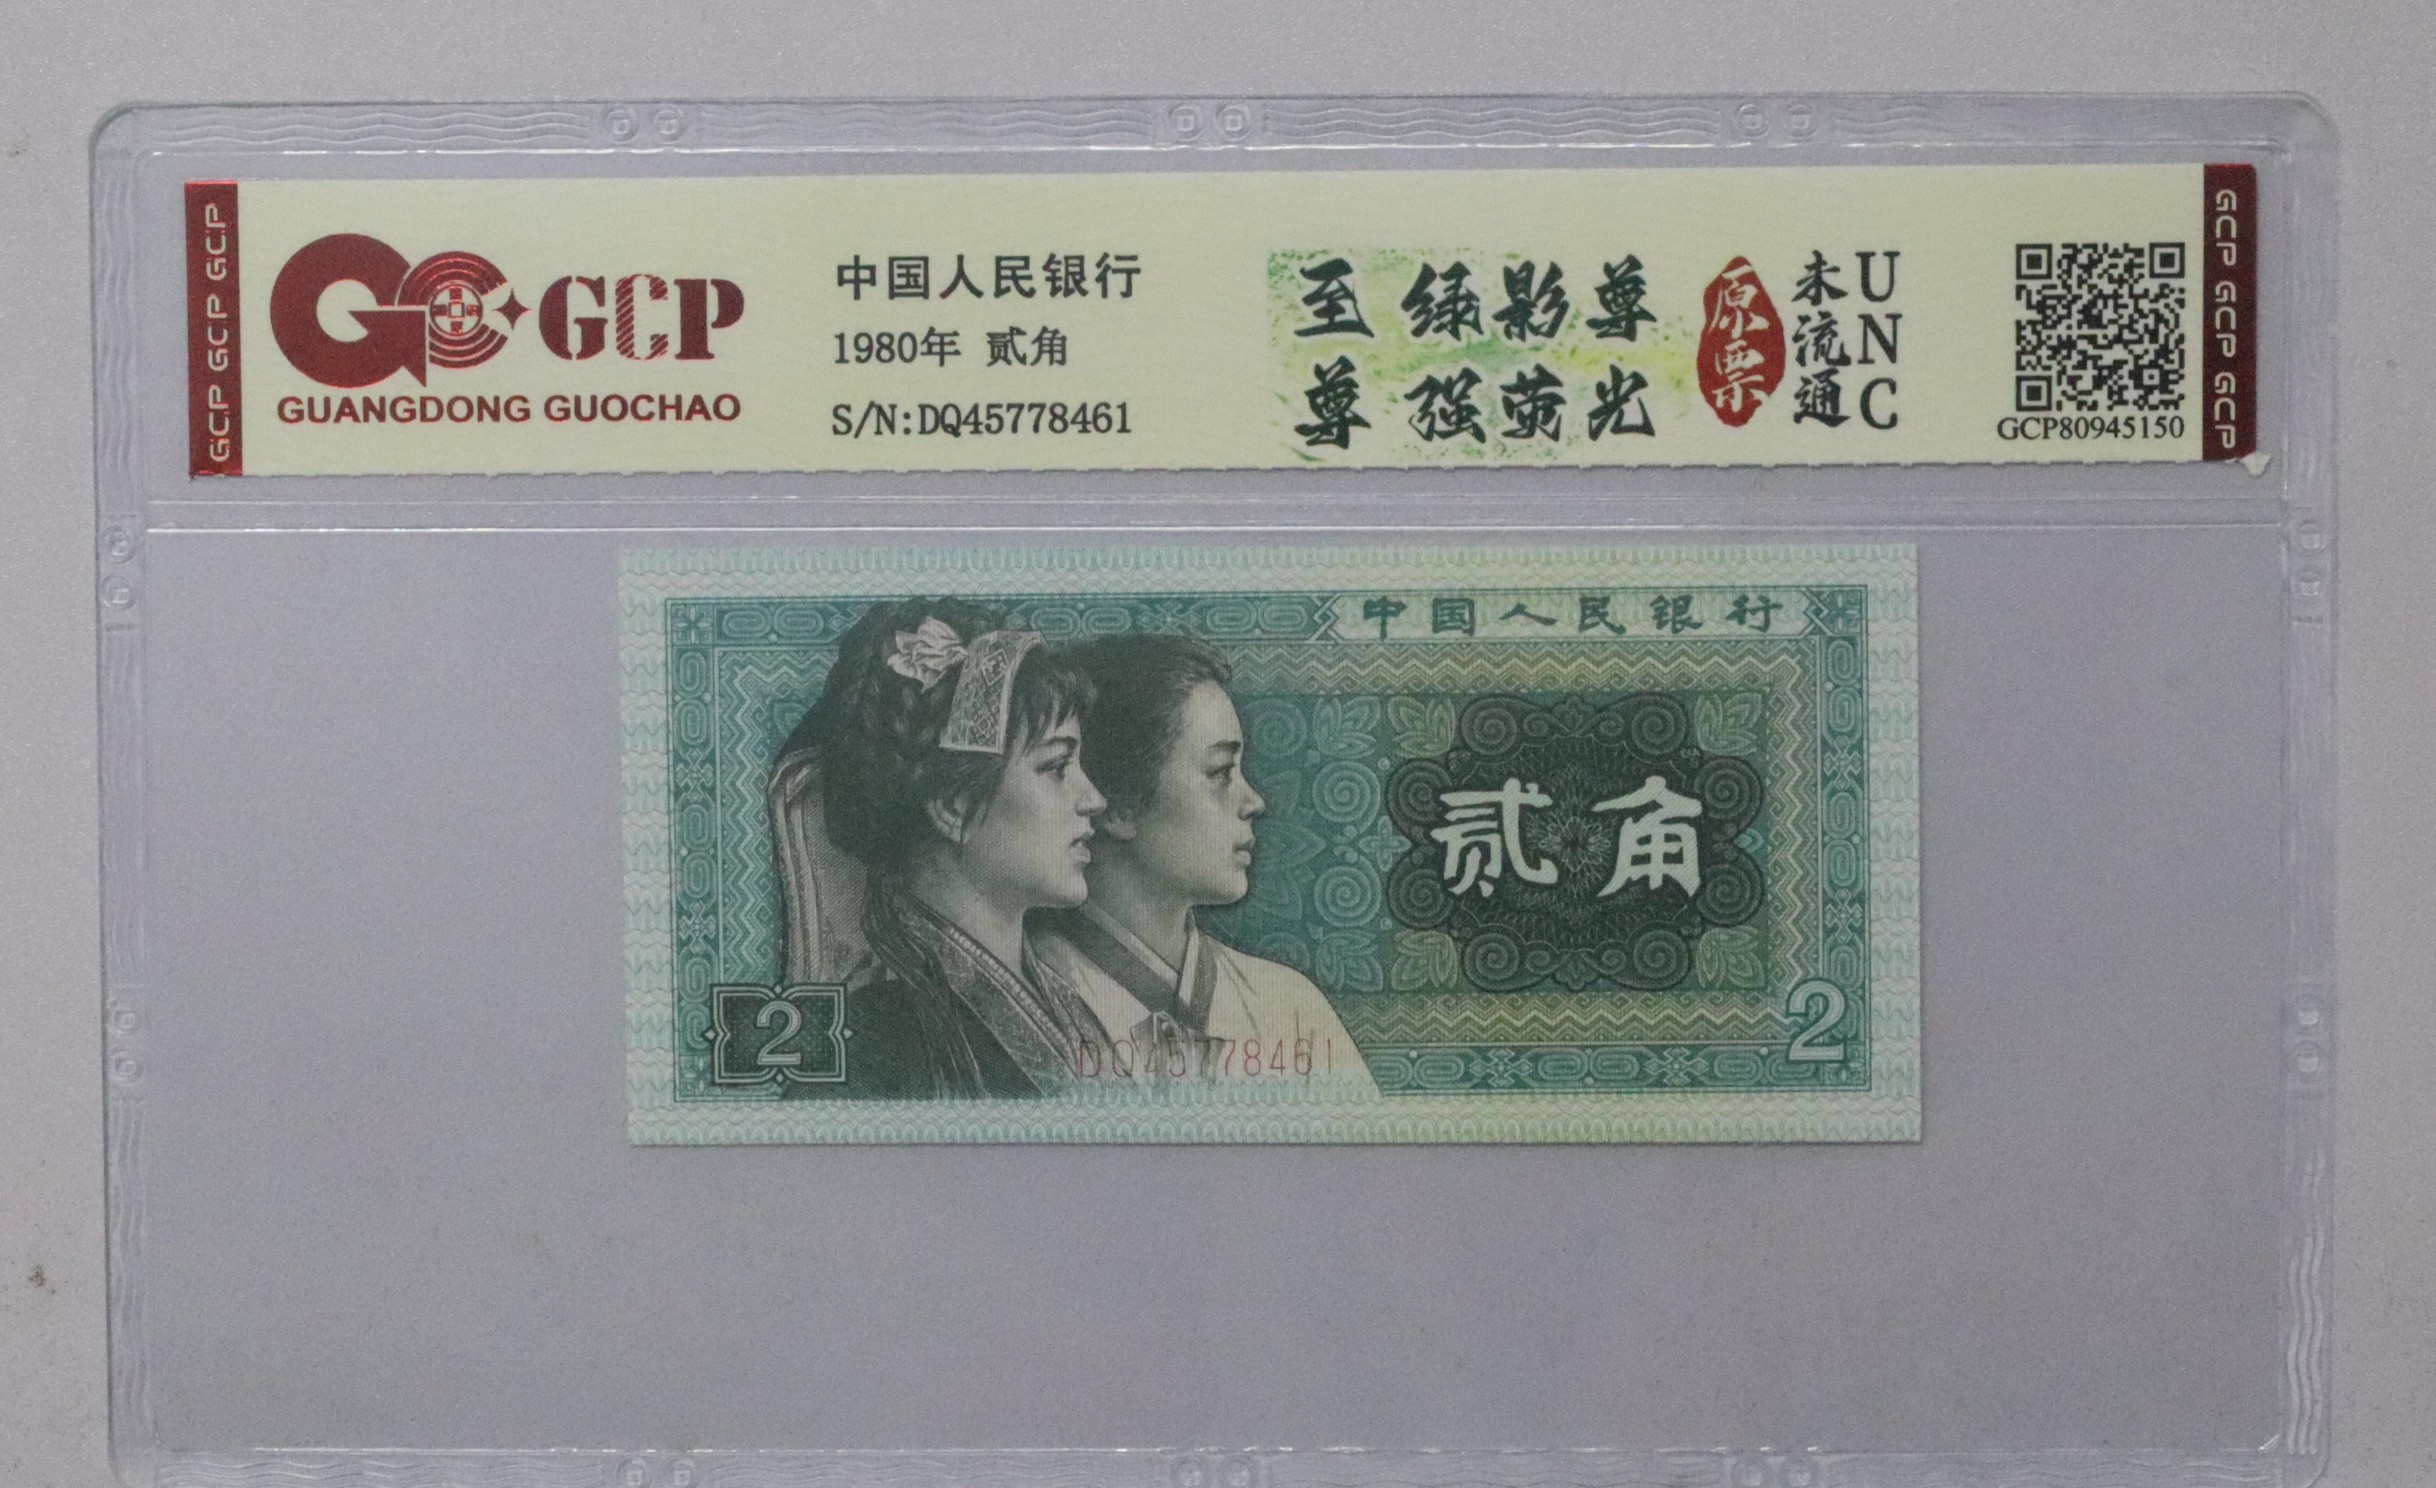 GCP GCP GCP
GCP
GUANGDONG GUOCHAO
中国人民银行
1980年 贰角
S/N:DQ45778461
至尊
绿影尊
强荧光
原票
未流通
UNC
GCP80945150
GCP GCP GCP
中国人民银行
贰角
2
2
DQ45778461